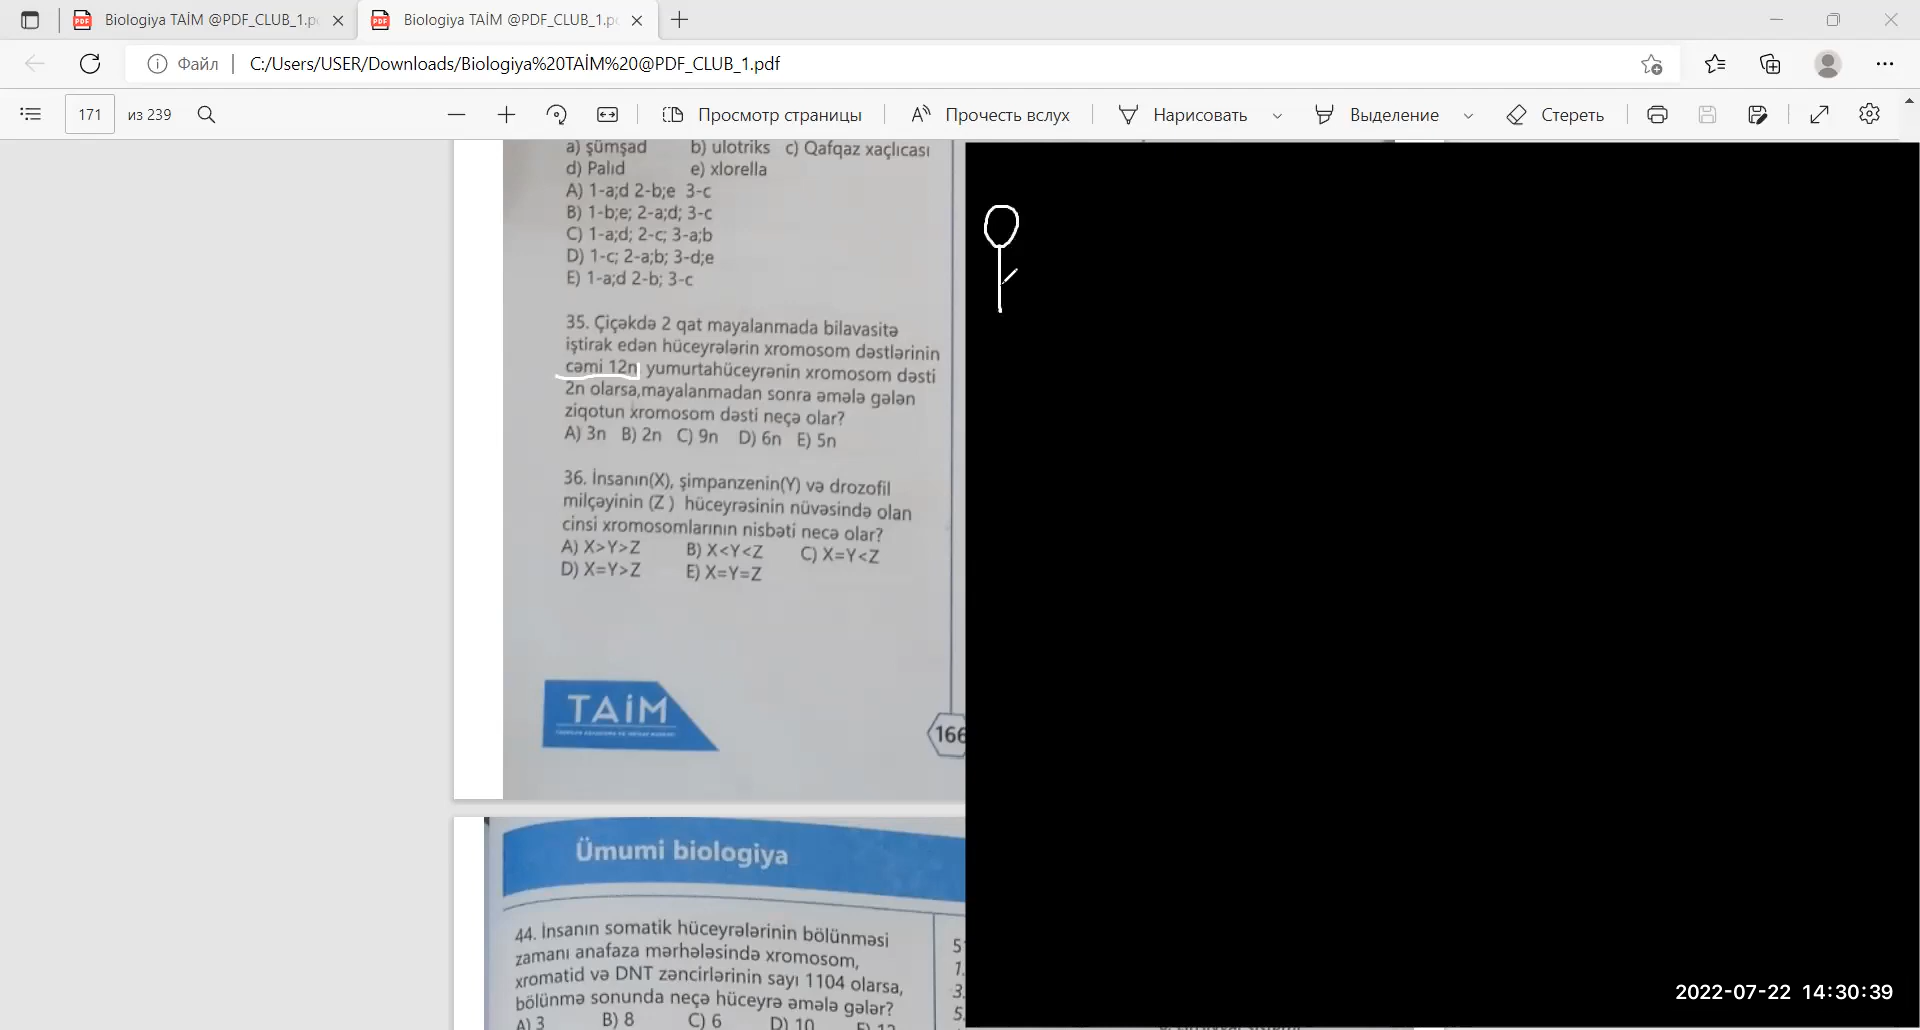 Biologiya TAİM @PDF_CLUB_1.p
Biologiya TAİM @PDF_CLUB_1.p
Файл
C:/Users/USER/Downloads/Biologiya%20TAİM%20@PDF_CLUB_1.pdf
171
из 239
Просмотр страницы
Прочесть вслух
Нарисовать
Выделение
Стереть
a) şümşad b) ulotriks c) Qafqaz xaçlıcası
d) Palıd e) xlorella
A) 1-a;d 2-b;e 3-c
B) 1-b;e; 2-a;d; 3-c
C) 1-a;d; 2-c; 3-a;b
D) 1-c; 2-a;b; 3-d;e
E) 1-a;d 2-b; 3-c
35. Çiçəkdə 2 qat mayalanmada bilavasitə
iştirak edən hüceyrələrin xromosom dəstlərinin
cəmi 12n yumurtahüceyrənin xromosom dəsti
2n olarsa,mayalanmadan sonra əmələ gələn
ziqotun xromosom dəsti neçə olar?
A) 3n B) 2n C) 9n D) 6n E) 5n
36. İnsanın(X), şimpanzenin(Y) və drozofil
milçəyinin (Z ) hüceyrəsinin nüvəsində olan
cinsi xromosomlarının nisbəti necə olar?
A) X>Y>Z B) X<Y<Z C) X=Y<Z
D) X=Y>Z E) X=Y=Z
TAİM
166
Ümumi biologiya
44. İnsanın somatik hüceyrələrinin bölünməsi
zamanı anafaza mərhələsində xromosom,
xromatid və DNT zəncirlərinin sayı 1104 olarsa,
bölünmə sonunda neçə hüceyrə əmələ gələr?
A) 3 B) 8 C) 6 D) 10 E) 12
5
1.
3.
5.
2022-07-22 14:30:39